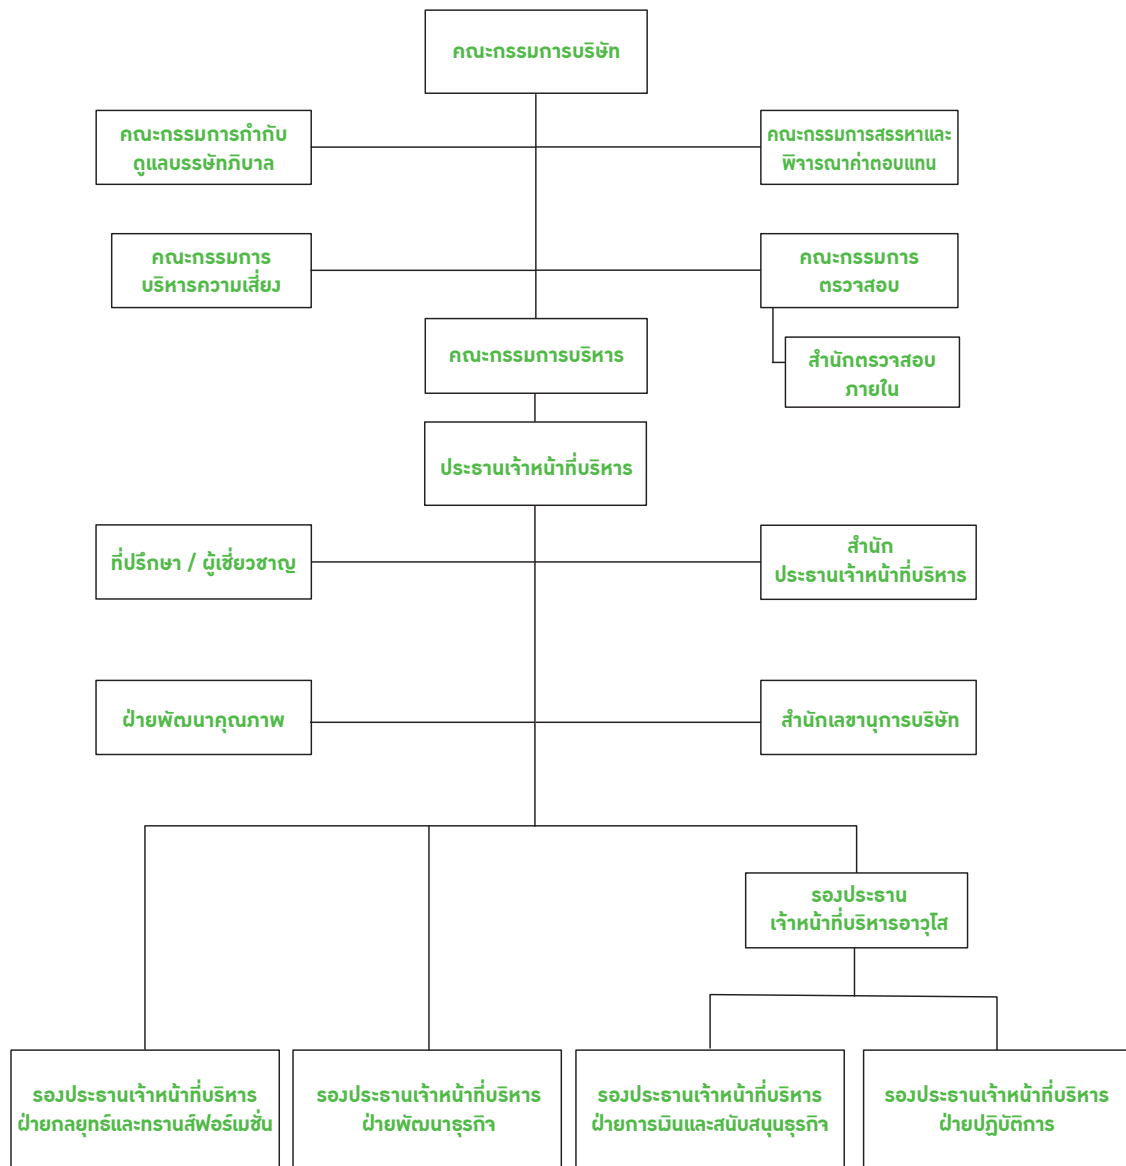 คณะกรรมการบริษัท
คณะกรรมการกำกับ
ดูแลบรรษัทภิบาล
คณะกรรมการสรรหาและ
พิจารณาค่าตอบแทน
คณะกรรมการ
บริหารความเสี่ยง
คณะกรรมการ
ตรวจสอบ
คณะกรรมการบริหาร
สำนักตรวจสอบ
ภายใน
ประธานเจ้าหน้าที่บริหาร
ที่ปรึกษา / ผู้เชี่ยวชาญ
สำนัก
ประธานเจ้าหน้าที่บริหาร
ฝ่ายพัฒนาคุณภาพ
สำนักเลขานุการบริษัท
รองประธาน
เจ้าหน้าที่บริหารอาวุโส
รองประธานเจ้าหน้าที่บริหาร
ฝ่ายกลยุทธ์และทรานส์ฟอร์เมชั่น
รองประธานเจ้าหน้าที่บริหาร
ฝ่ายพัฒนาธุรกิจ
รองประธานเจ้าหน้าที่บริหาร
ฝ่ายการเงินและสนับสนุนธุรกิจ
รองประธานเจ้าหน้าที่บริหาร
ฝ่ายปฏิบัติการ